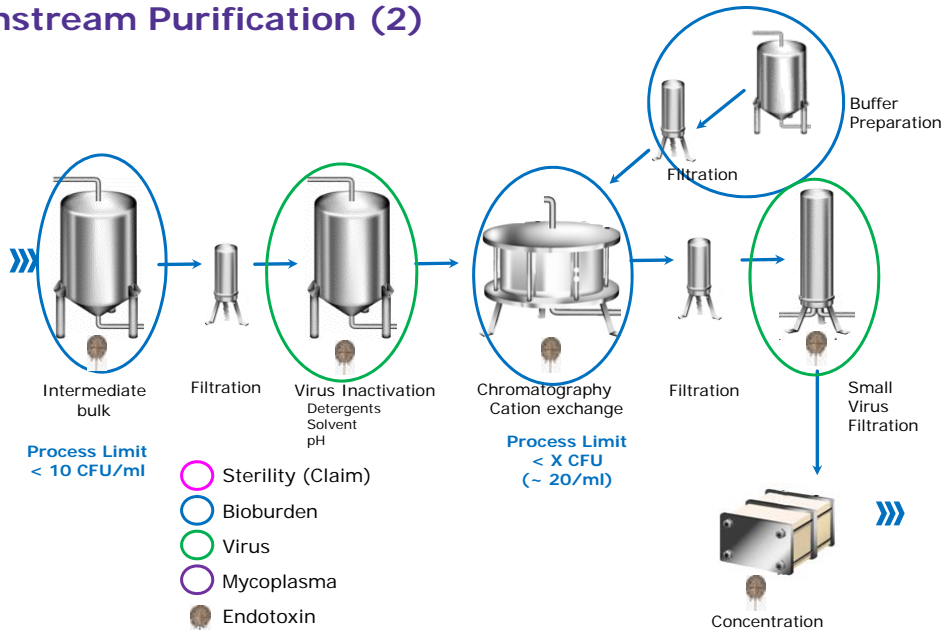 nstream Purification (2)
Buffer
Preparation
Filtration
Intermediate
bulk
Filtration
Virus Inactivation
Detergents
Solvent
pH
Chromatography
Cation exchange
Filtration
Small
Virus
Filtration
Process Limit
< 10 CFU/ml
Process Limit
< X CFU
(~ 20/ml)
Sterility (Claim)
Bioburden
Virus
Mycoplasma
Endotoxin
Concentration